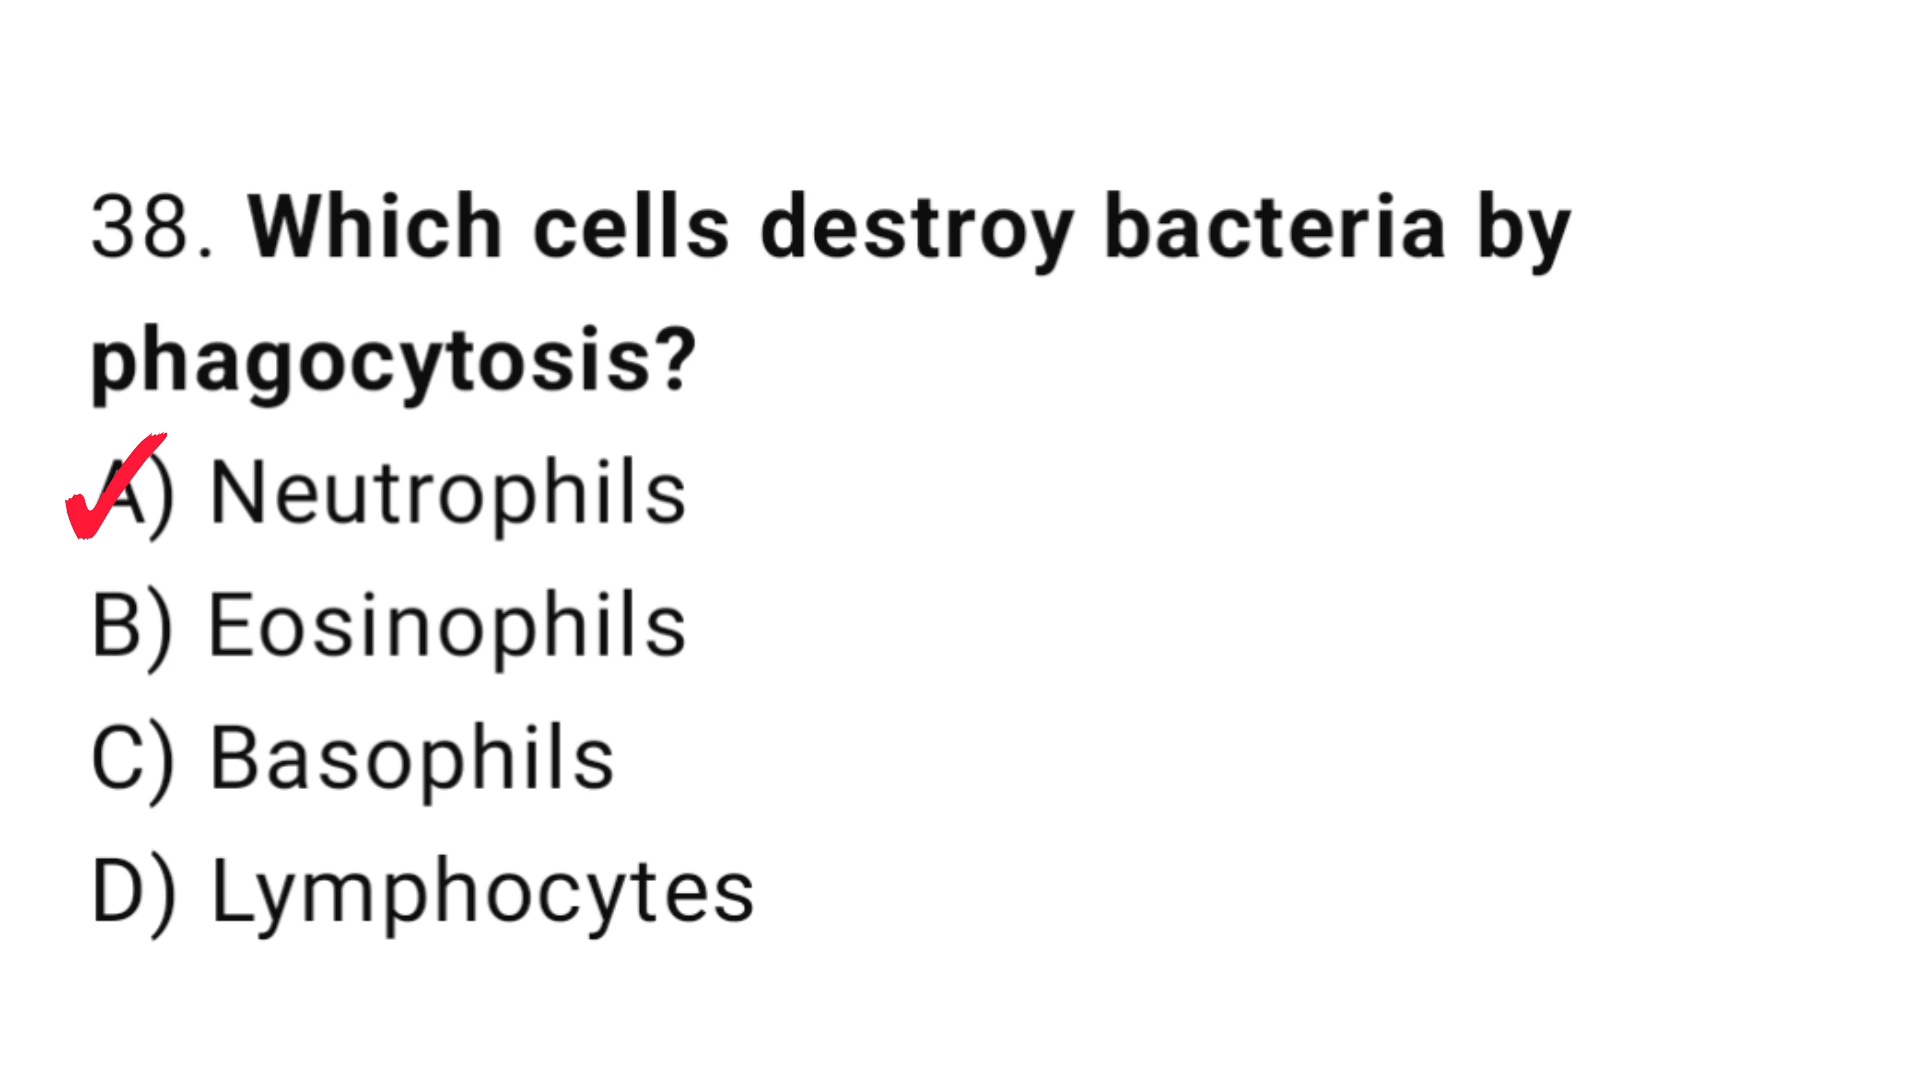 38. Which cells destroy bacteria by
phagocytosis?
A) Neutrophils
B) Eosinophils
C) Basophils
D) Lymphocytes